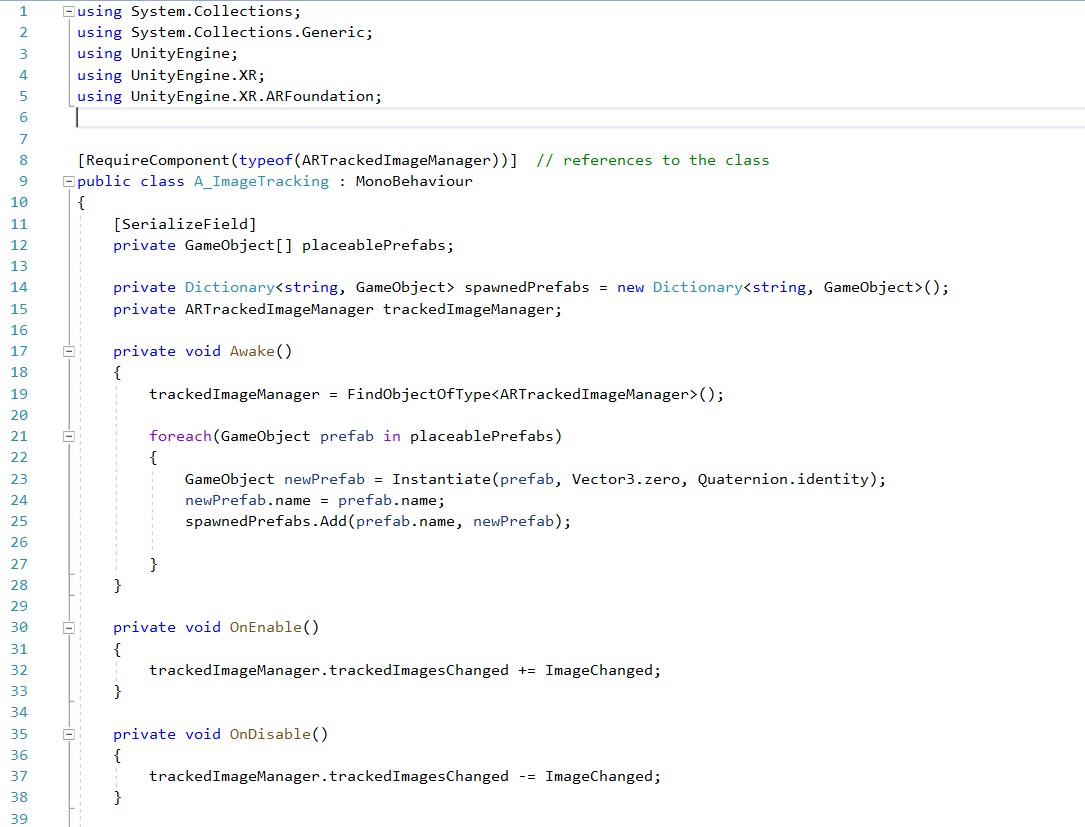 1 using System.Collections;
2 using System.Collections.Generic;
3 using UnityEngine;
4 using UnityEngine.XR;
5 using UnityEngine.XR.ARFoundation;
6
7
8 [RequireComponent(typeof(ARTrackedImageManager))]  // references to the class
9 public class A_ImageTracking : MonoBehaviour
10 {
11     [SerializeField]
12     private GameObject[] placeablePrefabs;
13
14     private Dictionary<string, GameObject> spawnedPrefabs = new Dictionary<string, GameObject>();
15     private ARTrackedImageManager trackedImageManager;
16
17     private void Awake()
18     {
19         trackedImageManager = FindObjectOfType<ARTrackedImageManager>();
20
21         foreach(GameObject prefab in placeablePrefabs)
22         {
23             GameObject newPrefab = Instantiate(prefab, Vector3.zero, Quaternion.identity);
24             newPrefab.name = prefab.name;
25             spawnedPrefabs.Add(prefab.name, newPrefab);
26
27         }
28     }
29
30     private void OnEnable()
31     {
32         trackedImageManager.trackedImagesChanged += ImageChanged;
33     }
34
35     private void OnDisable()
36     {
37         trackedImageManager.trackedImagesChanged -= ImageChanged;
38     }
39